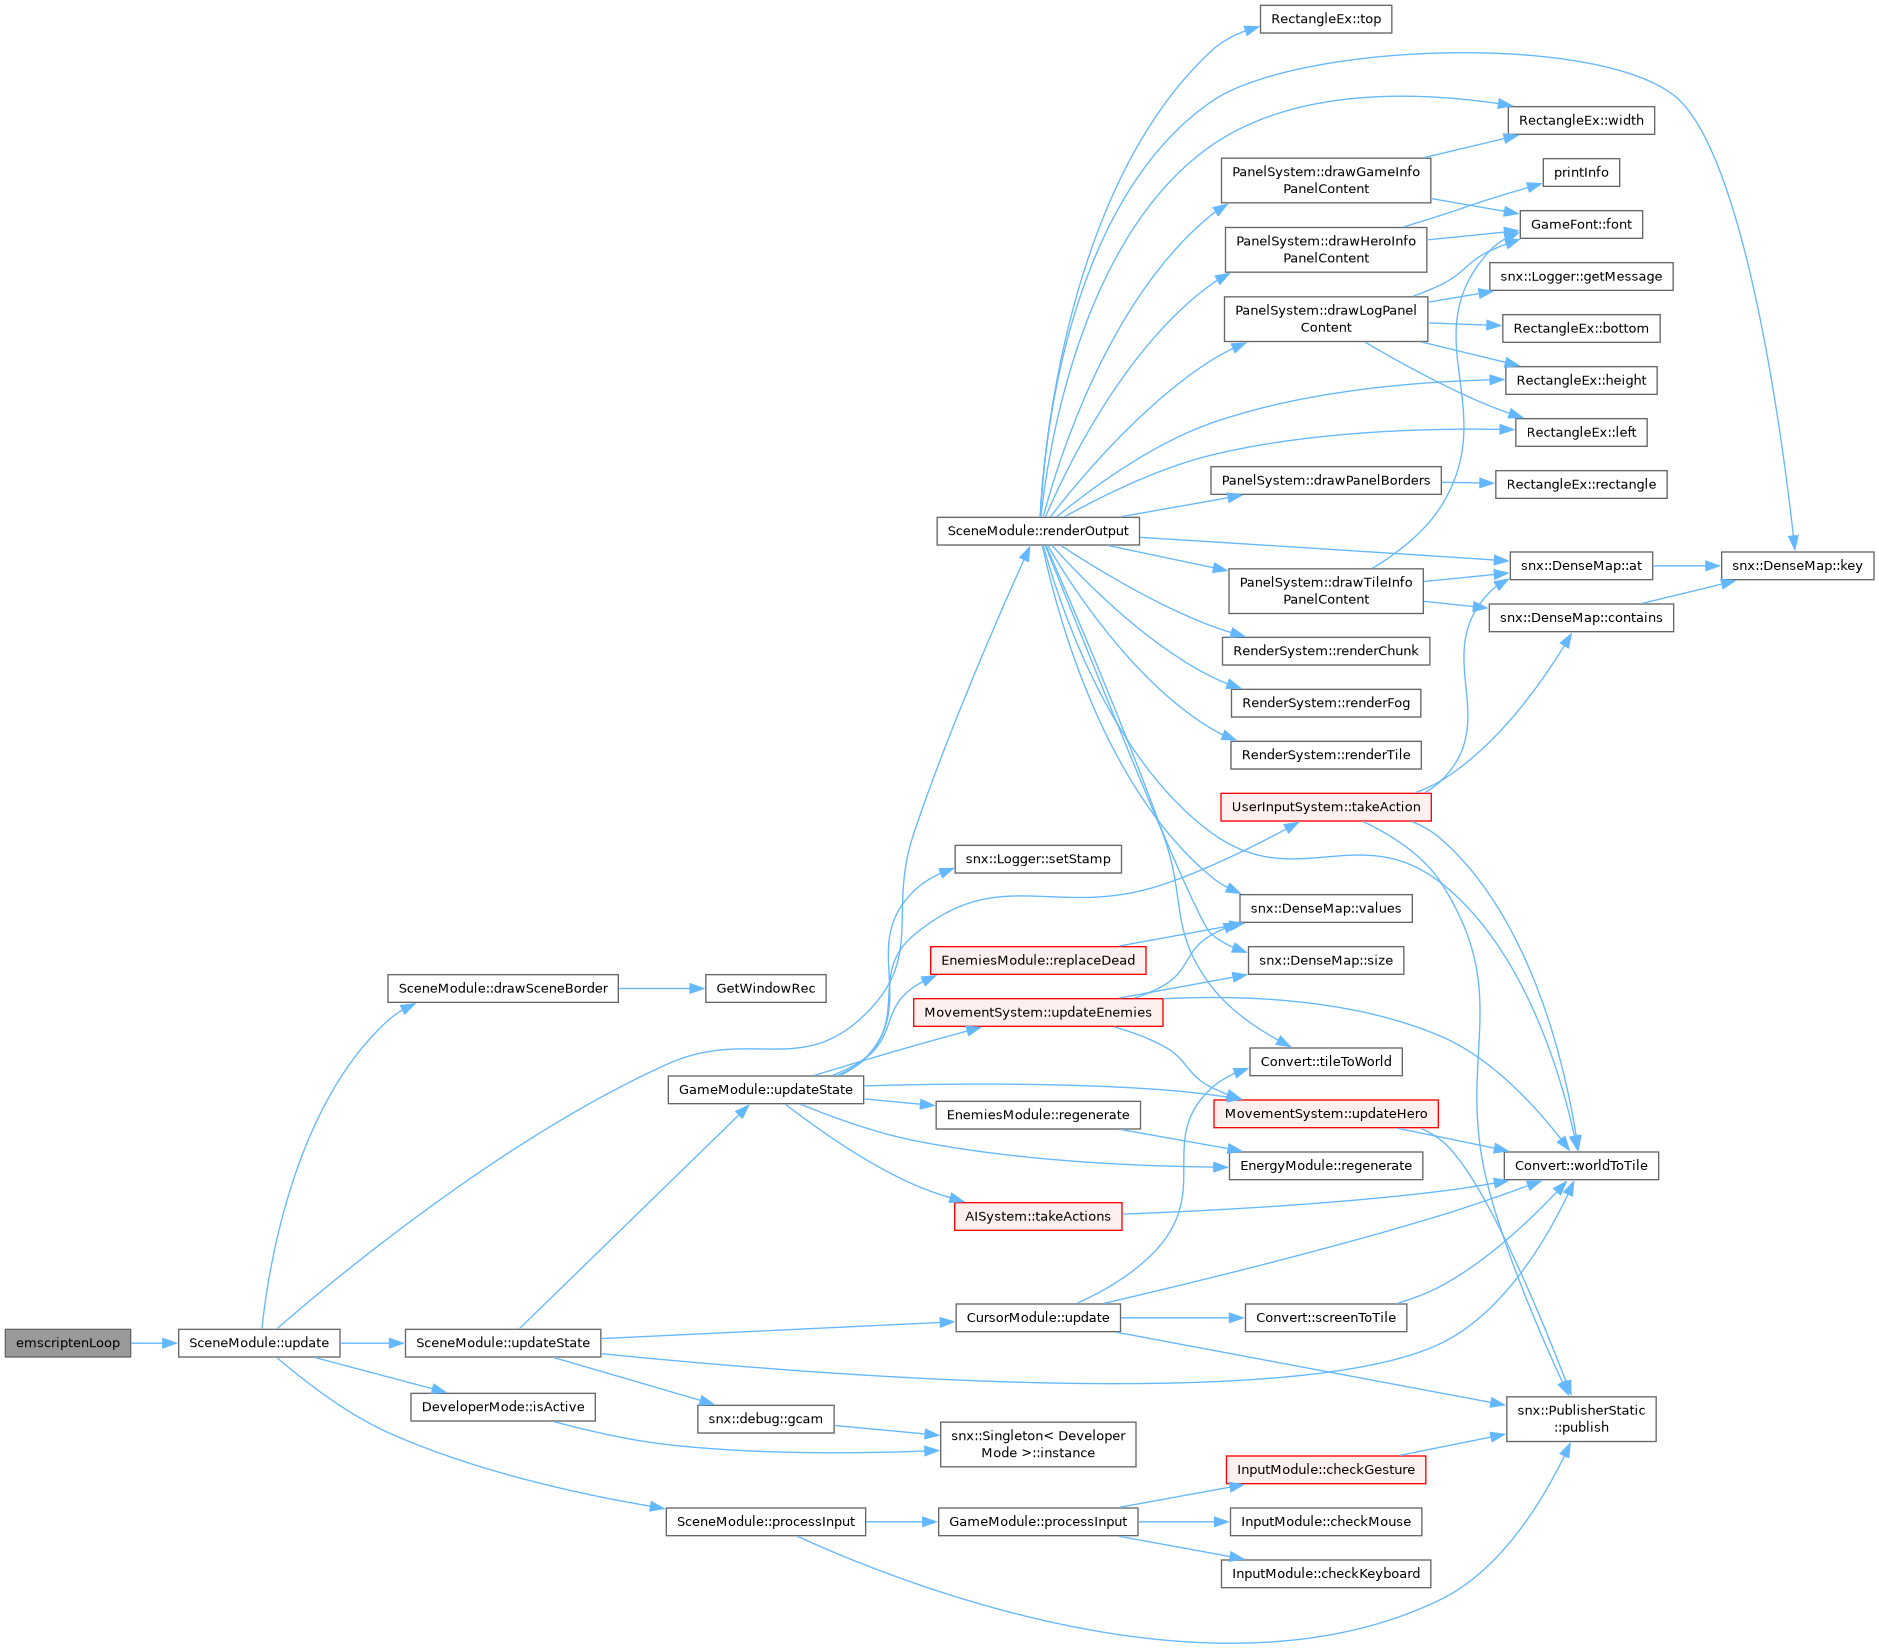 RectangleEx::top
RectangleEx::width
PanelSystem::drawGameInfo
PanelContent
printInfo
GameFont::font
PanelSystem::drawHeroInfo
PanelContent
snx::Logger::getMessage
PanelSystem::drawLogPanel
Content
RectangleEx::bottom
RectangleEx::height
RectangleEx::left
PanelSystem::drawPanelBorders
RectangleEx::rectangle
SceneModule::renderOutput
snx::DenseMap::at
snx::DenseMap::key
PanelSystem::drawTileInfo
PanelContent
snx::DenseMap::contains
RenderSystem::renderChunk
RenderSystem::renderFog
RenderSystem::renderTile
UserInputSystem::takeAction
snx::Logger::setStamp
snx::DenseMap::values
EnemiesModule::replaceDead
snx::DenseMap::size
SceneModule::drawSceneBorder
GetWindowRec
MovementSystem::updateEnemies
Convert::tileToWorld
GameModule::updateState
EnemiesModule::regenerate
MovementSystem::updateHero
EnergyModule::regenerate
Convert::worldToTile
AISystem::takeActions
CursorModule::update
Convert::screenToTile
emscriptenLoop
SceneModule::update
SceneModule::updateState
DeveloperMode::isActive
snx::debug::gcam
snx::PublisherStatic
::publish
snx::Singleton< Developer
Mode >::instance
InputModule::checkGesture
SceneModule::processInput
GameModule::processInput
InputModule::checkMouse
InputModule::checkKeyboard